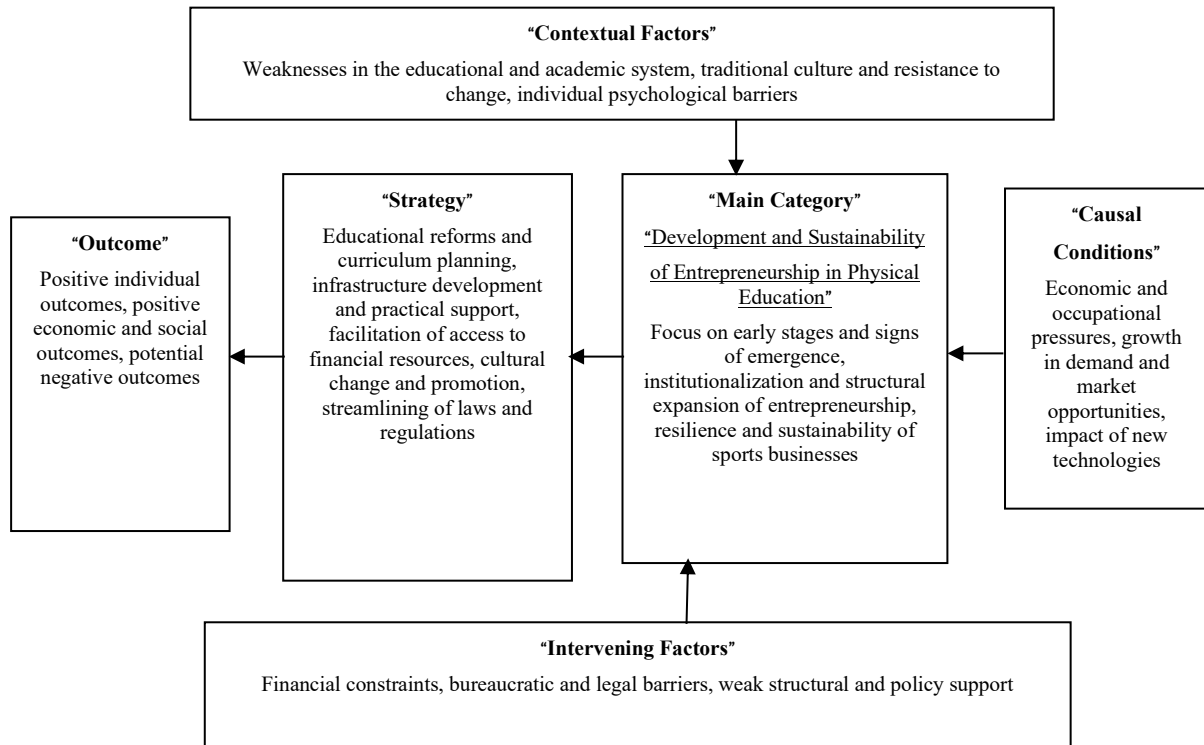 “Contextual Factors”
Weaknesses in the educational and academic system, traditional culture and resistance to
change, individual psychological barriers
“Outcome”
Positive individual
outcomes, positive
economic and social
outcomes, potential
negative outcomes
“Strategy”
Educational reforms and
curriculum planning,
infrastructure development
and practical support,
facilitation of access to
financial resources, cultural
change and promotion,
streamlining of laws and
regulations
“Main Category”
“Development and Sustainability
of Entrepreneurship in Physical
Education”
Focus on early stages and signs
of emergence,
institutionalization and structural
expansion of entrepreneurship,
resilience and sustainability of
sports businesses
“Causal
Conditions”
Economic and
occupational
pressures, growth
in demand and
market
opportunities,
impact of new
technologies
“Intervening Factors”
Financial constraints, bureaucratic and legal barriers, weak structural and policy support